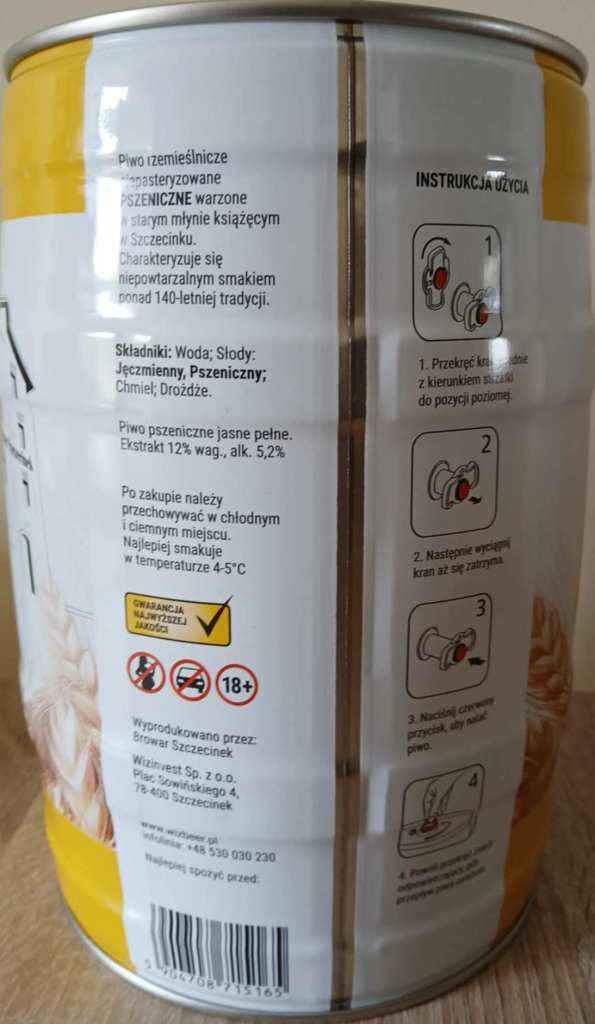 Piwo rzemieślnicze
niepasteryzowane
PSZENICZNE warzone
w starym młynie książęcym
w Szczecinku.
Charakteryzuje się
niepowtarzalnym smakiem
ponad 140-letniej tradycji.
Składniki: Woda; Słody:
Jęczmienny, Pszeniczny;
Chmiel; Drożdże.
Piwo pszeniczne jasne pełne.
Ekstrakt 12% wag., alk. 5,2%
Po zakupie należy
przechowywać w chłodnym
i ciemnym miejscu.
Najlepiej smakuje
w temperaturze 4-5°C
GWARANCJA
NAJWYŻSZEJ
JAKOŚCI
18+
Wyprodukowano przez:
Browar Szczecinek
Wizinvest Sp. z o.o.
Plac Sowińskiego 4,
78-400 Szczecinek
www.wizbeer.pl
infolinia: +48 530 030 230
Najlepiej spożyć przed:
5 904708 715165
INSTRUKCJA UŻYCIA
1
1. Przekręć kran
z kierunkiem strzałki
do pozycji poziomej.
2
2. Następnie wyciągnij
kran aż się zatrzyma.
3
3. Naciśnij czerwony
przycisk, aby nalać
piwo.
4
4. Powoli przekręć